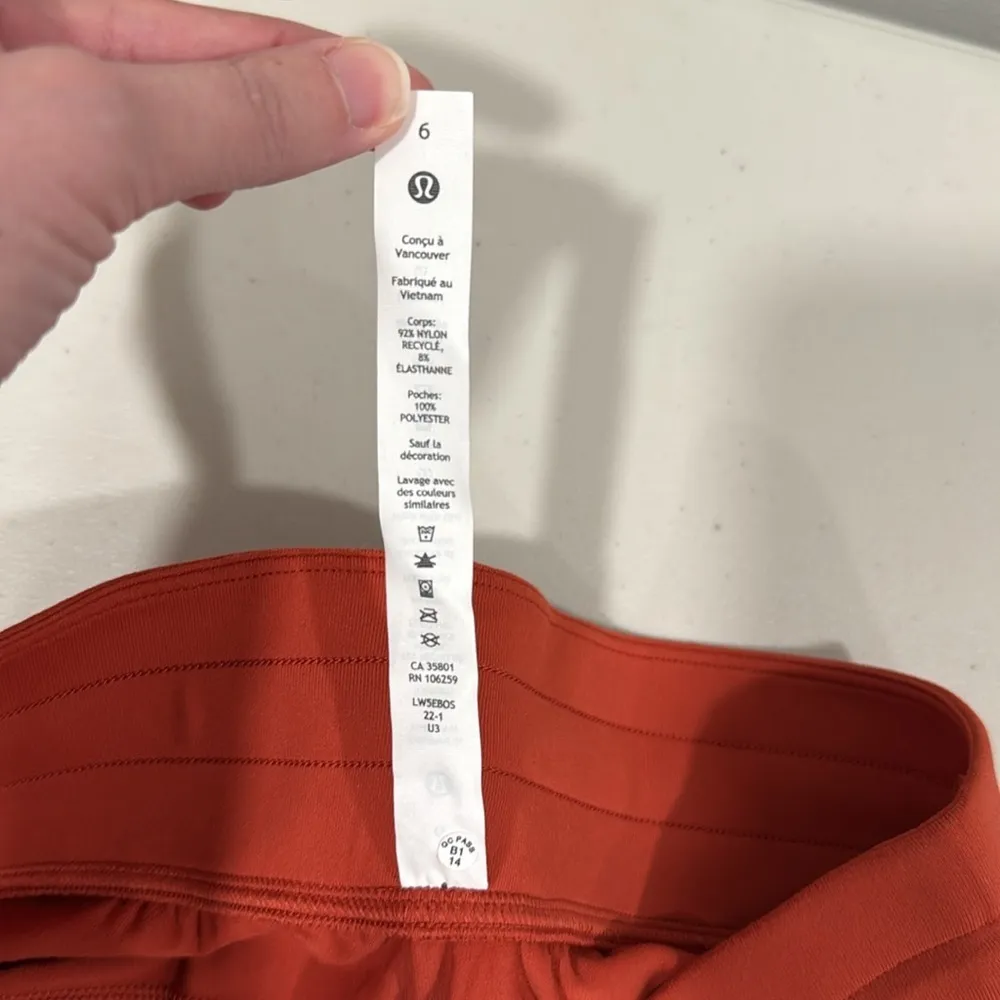 6
Conçu à
Vancouver
Fabriqué au
Vietnam
Corps:
92% NYLON
RECYCLÉ,
8%
ÉLASTHANNE
Poches:
100%
POLYESTER
Sauf la
décoration
Lavage avec
des couleurs
similaires
CA 35801
RN 106259
LW5EBOS
22-1
U3
QC PASS
B1
14